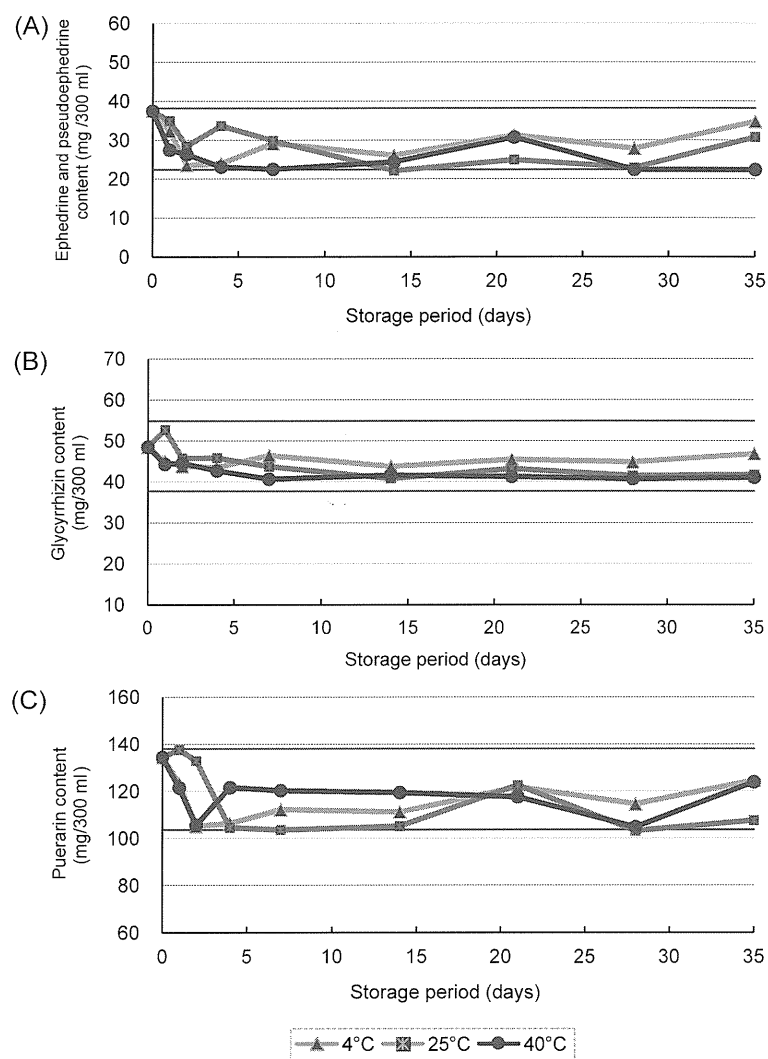 (A)
Ephedrine and pseudoephedrine
content (mg /300 ml)
60
50
40
30
20
10
0
0 5 10 15 20 25 30 35
Storage period (days)
(B)
Glycyrrhizin content
(mg/300 ml)
70
60
50
40
30
20
10
0 5 10 15 20 25 30 35
Storage period (days)
(C)
Puerarin content
(mg/300 ml)
160
140
120
100
80
60
0 5 10 15 20 25 30 35
Storage period (days)
4°C 25°C 40°C